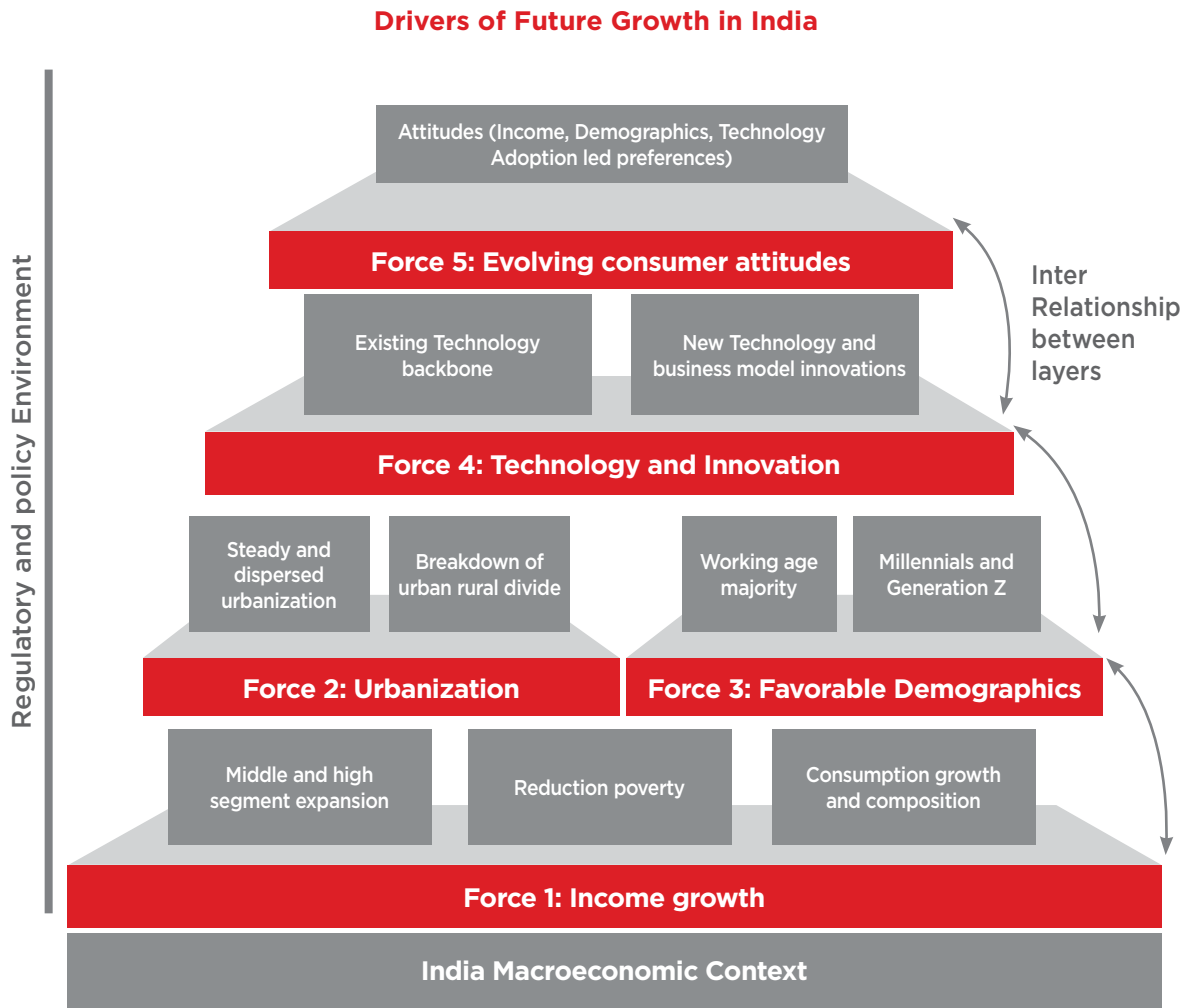 Drivers of Future Growth in India
Regulatory and policy Environment
Attitudes (Income, Demographics, Technology
Adoption led preferences)
Force 5: Evolving consumer attitudes
Inter
Relationship
between
layers
Existing Technology
backbone
New Technology and
business model innovations
Force 4: Technology and Innovation
Steady and
dispersed
urbanization
Breakdown of
urban rural divide
Working age
majority
Millennials and
Generation Z
Force 2: Urbanization
Force 3: Favorable Demographics
Middle and high
segment expansion
Reduction poverty
Consumption growth
and composition
Force 1: Income growth
India Macroeconomic Context